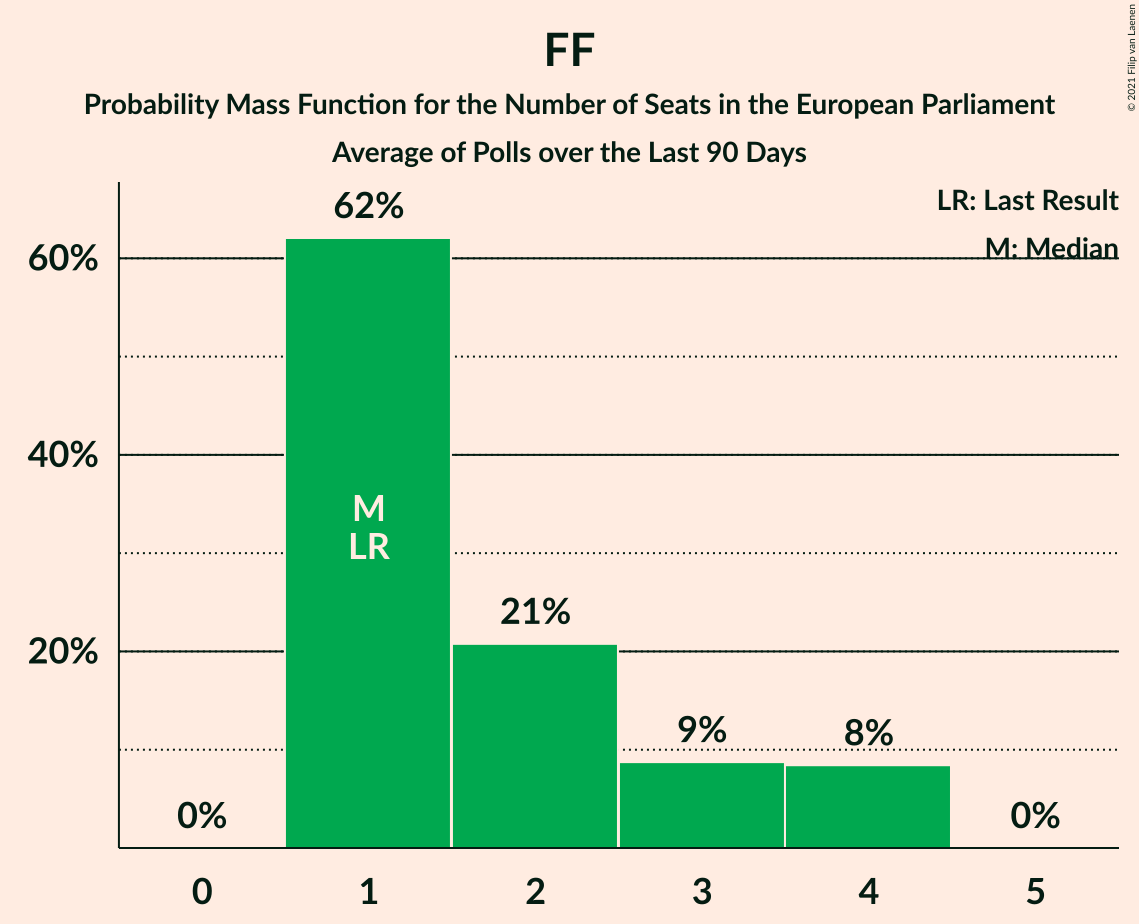 FF
Probability Mass Function for the Number of Seats in the European Parliament
Average of Polls over the Last 90 Days
© 2021 Filip van Laenen
LR: Last Result
M: Median
60%
40%
20%
0%
62%
21%
9%
8%
0%
M
LR
0 1 2 3 4 5